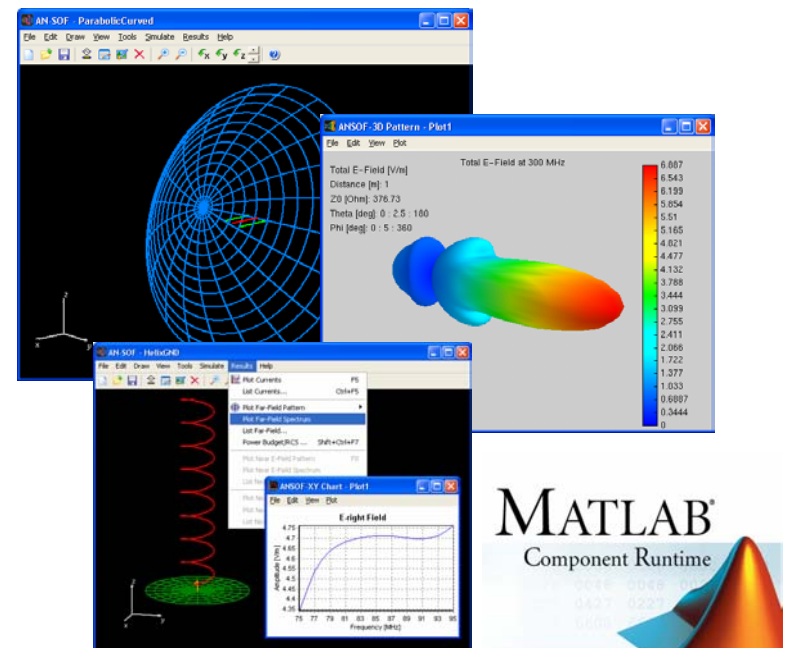 AN-SOF - ParabolicCurved
File Edit Draw View Tools Simulate Results Help
x y z
z
x
y
ANSOF-3D Pattern - Plot1
File Edit View Plot
Total E-Field [V/m]
Distance [m]: 1
Z0 [Ohm]: 376.73
Theta [deg]: 0 : 2.5 : 180
Phi [deg]: 0 : 5 : 360
Total E-Field at 300 MHz
6.887
6.543
6.199
5.854
5.51
5.165
4.821
4.477
4.132
3.788
3.444
3.099
2.755
2.411
2.066
1.722
1.377
1.033
0.6887
0.3444
0
AN-SOF - HelixGND
File Edit Draw View Tools Simulate Results Help
Plot Currents F5
List Currents... Ctrl+F5
Plot Far-Field Pattern
Plot Far-Field Spectrum
List Far-Field...
Power Budget/RCS ... Shift+Ctrl+F7
Plot Near E-Field Pattern
Plot Near E-Field Spectrum
List Ne
Plot Ne
Plot Ne
List Ne
z
x
y
ANSOF-XY Chart - Plot1
File Edit View Plot
E-right Field
Amplitude [V/m]
4.75
4.7
4.65
4.6
4.55
4.5
4.45
4.4
4.35
75 77 79 81 83 85 87 89 91 93 95
Frequency [MHz]
MATLAB®
Component Runtime